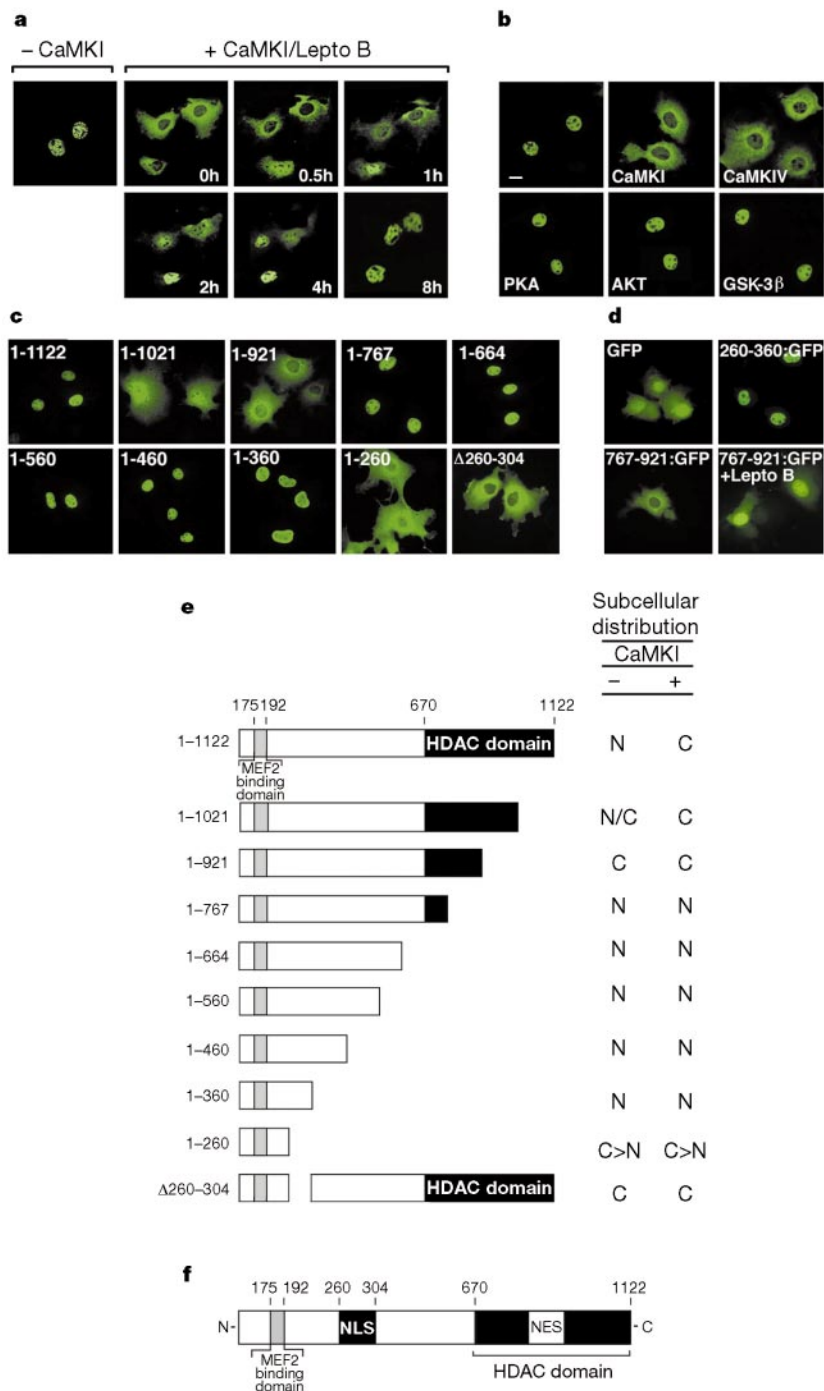 a
– CaMKI
+ CaMKI/Lepto B
0h
0.5h
1h
2h
4h
8h
b
–
CaMKI
CaMKIV
PKA
AKT
GSK-3β
c
1-1122
1-1021
1-921
1-767
1-664
1-560
1-460
1-360
1-260
Δ260-304
d
GFP
260-360:GFP
767-921:GFP
767-921:GFP
+Lepto B
e
Subcellular
distribution
CaMKI
– +
175 192 670 1122
1–1122 HDAC domain N C
MEF2
binding
domain
1–1021 N/C C
1–921 C C
1–767 N N
1–664 N N
1–560 N N
1–460 N N
1–360 N N
1–260 C>N C>N
Δ260–304 HDAC domain C C
f
175 192 260 304 670 1122
N- NLS NES - C
MEF2
binding
domain
HDAC domain